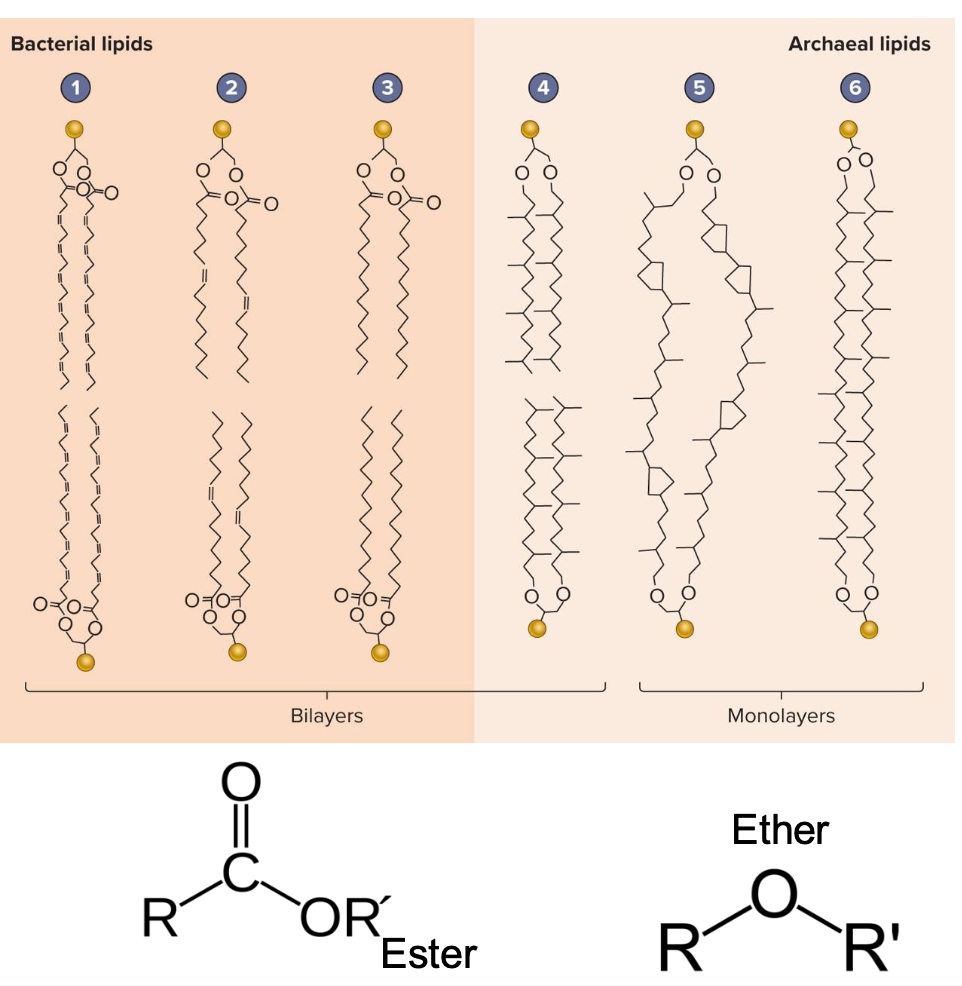 Bacterial lipids
Archaeal lipids
1 2 3 4 5 6
O O O O O O O O O O O O O O O O O O
O O O O O O O O O O O O O O O O O O
Bilayers
Monolayers
O
C
R OR´
Ester
Ether
O
R R'